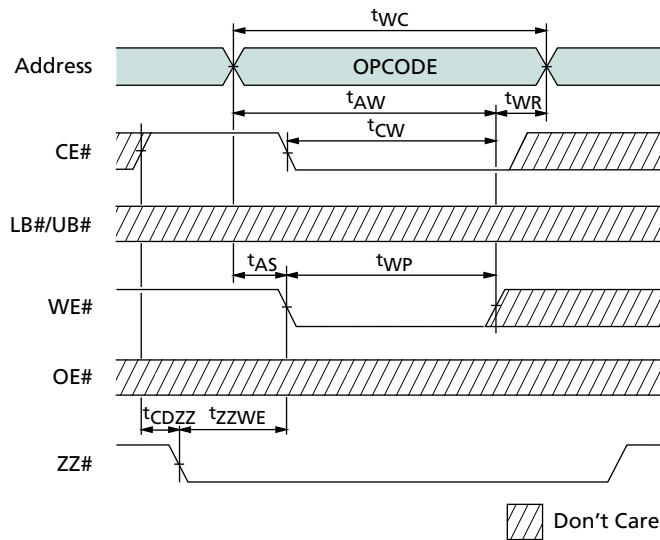 tWC
Address
OPCODE
tAW
tWR
tCW
CE#
LB#/UB#
tAS
tWP
WE#
OE#
tCDZZ
tZZWE
ZZ#
Don't Care